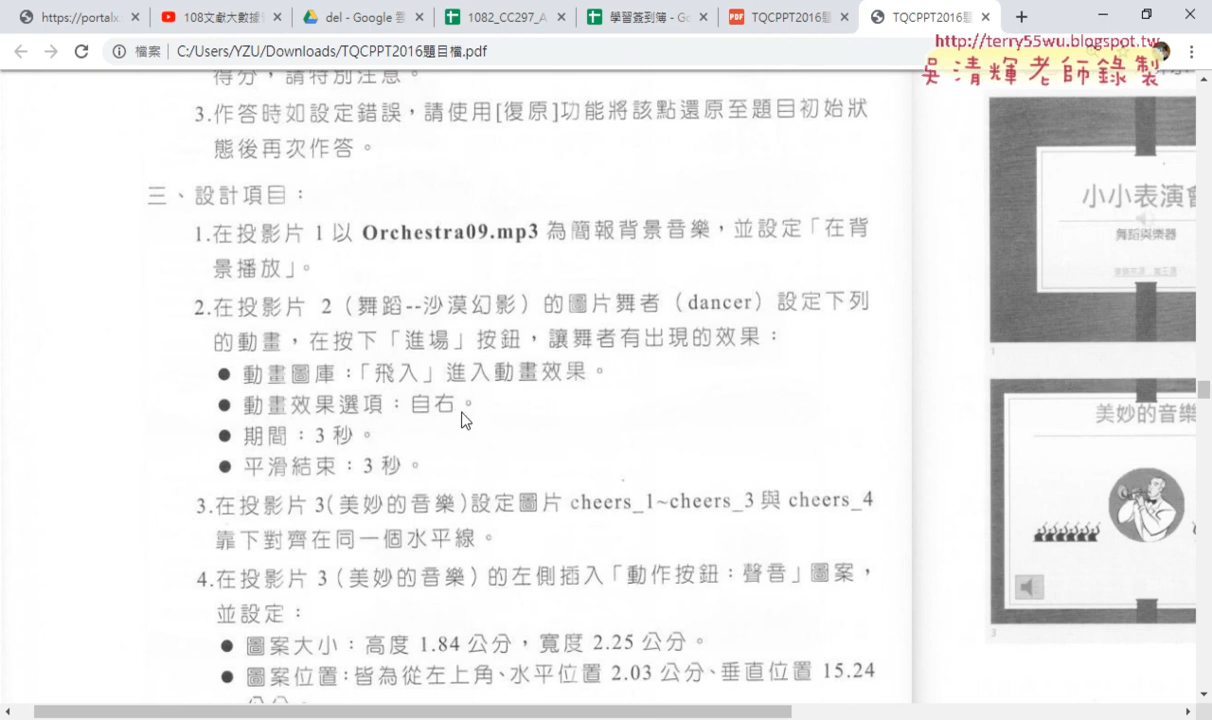 https://portalx.
108文獻大數據
del - Google 雲
1082_CC297_A
學習簽到簿 - Go
PDF
TQCPPT2016題
TQCPPT2016題
檔案
C:/Users/YZU/Downloads/TQCPPT2016題目檔.pdf
http://terry55wu.blogspot.tw
吳清輝老師錄製
得分，請特別注意。
3.作答時如設定錯誤，請使用[復原]功能將該點還原至題目初始狀
態後再次作答。
三、設計項目：
1.在投影片 1 以 Orchestra09.mp3 為簡報背景音樂，並設定「在背
景播放」。
2.在投影片 2（舞蹈--沙漠幻影）的圖片舞者（dancer）設定下列
的動畫，在按下「進場」按鈕，讓舞者有出現的效果：
● 動畫圖庫：「飛入」進入動畫效果。
● 動畫效果選項：自右。
● 期間：3 秒。
● 平滑結束：3 秒。
3.在投影片 3(美妙的音樂)設定圖片 cheers_1~cheers_3 與 cheers_4
靠下對齊在同一個水平線。
4.在投影片 3（美妙的音樂）的左側插入「動作按鈕：聲音」圖案，
並設定：
● 圖案大小：高度 1.84 公分，寬度 2.25 公分。
● 圖案位置：皆為從左上角、水平位置 2.03 公分、垂直位置 15.24
公分。
小小表演會
舞蹈與樂器
1
美妙的音樂
3